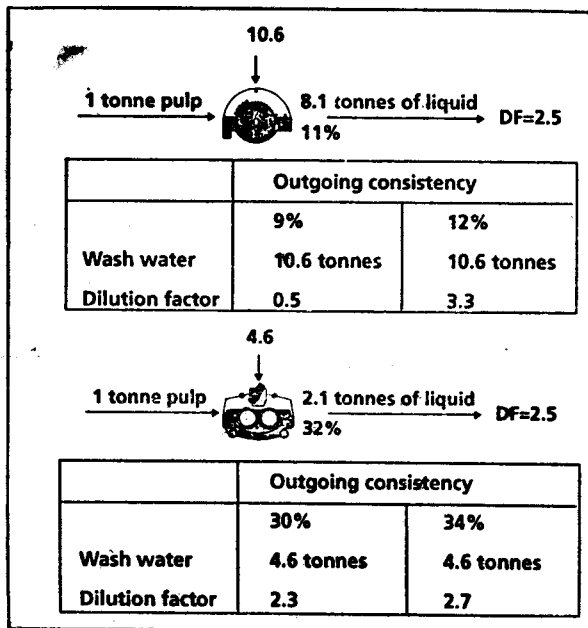 10.6
1 tonne pulp 8.1 tonnes of liquid DF=2.5
11%
Outgoing consistency
9% 12%
Wash water 10.6 tonnes 10.6 tonnes
Dilution factor 0.5 3.3
4.6
1 tonne pulp 2.1 tonnes of liquid DF=2.5
32%
Outgoing consistency
30% 34%
Wash water 4.6 tonnes 4.6 tonnes
Dilution factor 2.3 2.7